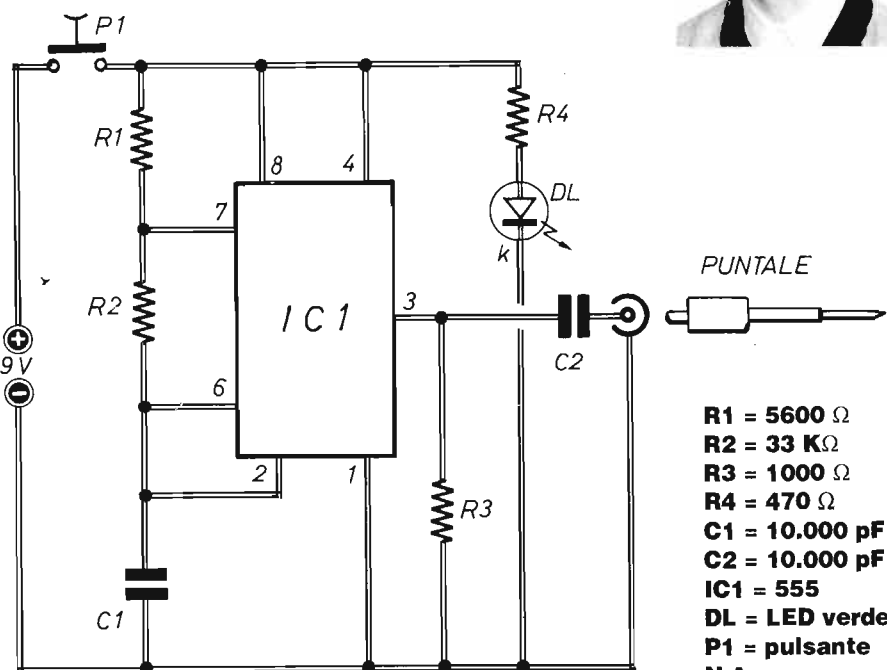 P1
R1
8
4
R4
7
DL
k
PUNTALE
R2
IC1
3
+
9V
-
6
C2
2
1
R3
C1
R1 = 5600 Ω
R2 = 33 KΩ
R3 = 1000 Ω
R4 = 470 Ω
C1 = 10.000 pF
C2 = 10.000 pF
IC1 = 555
DL = LED verde
P1 = pulsante